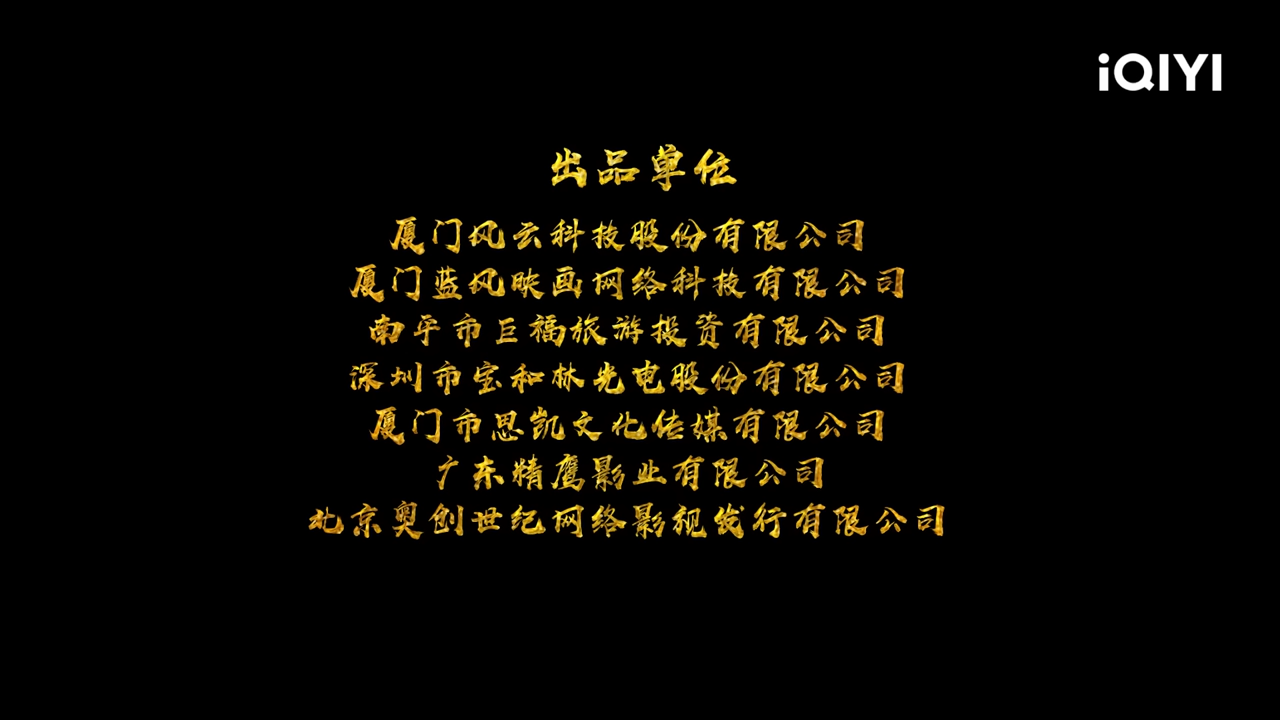 iQIYI
出品单位
厦门风云科技股份有限公司
厦门蓝风映画网络科技有限公司
南平市巨福旅游投资有限公司
深圳市宝和林光电股份有限公司
厦门市思凯文化传媒有限公司
广东精鹰影业有限公司
北京奥创世纪网络影视发行有限公司